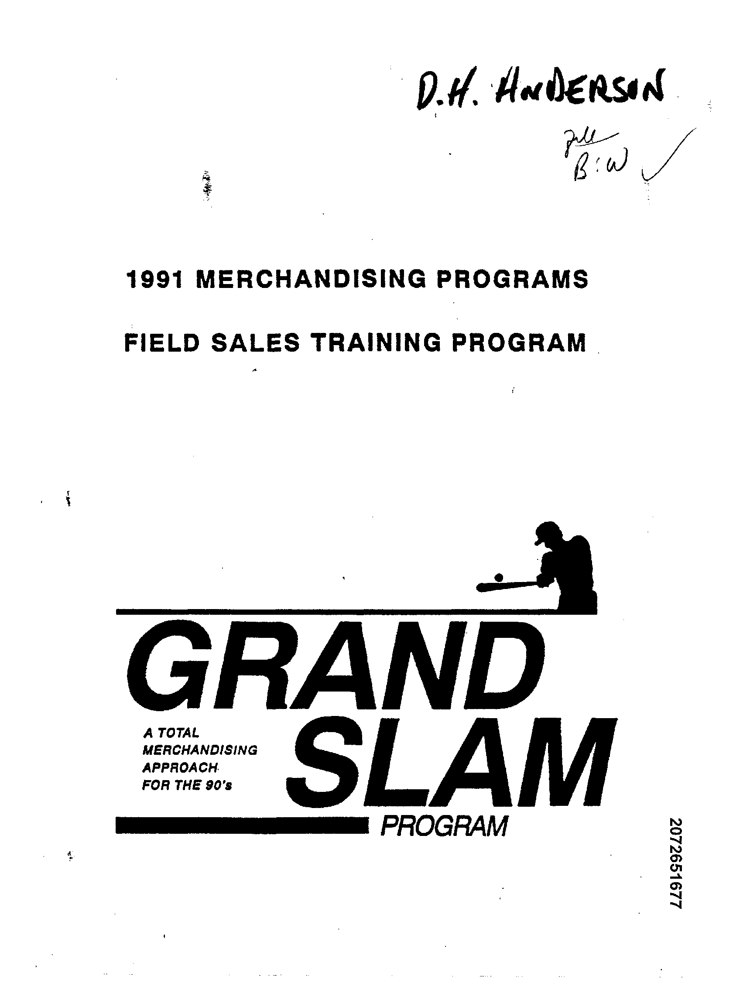 D.H. ANDERSON
B:W
1991 MERCHANDISING PROGRAMS
FIELD SALES TRAINING PROGRAM
GRAND
SLAM
A TOTAL
MERCHANDISING
APPROACH
FOR THE 90's
PROGRAM
2072651677